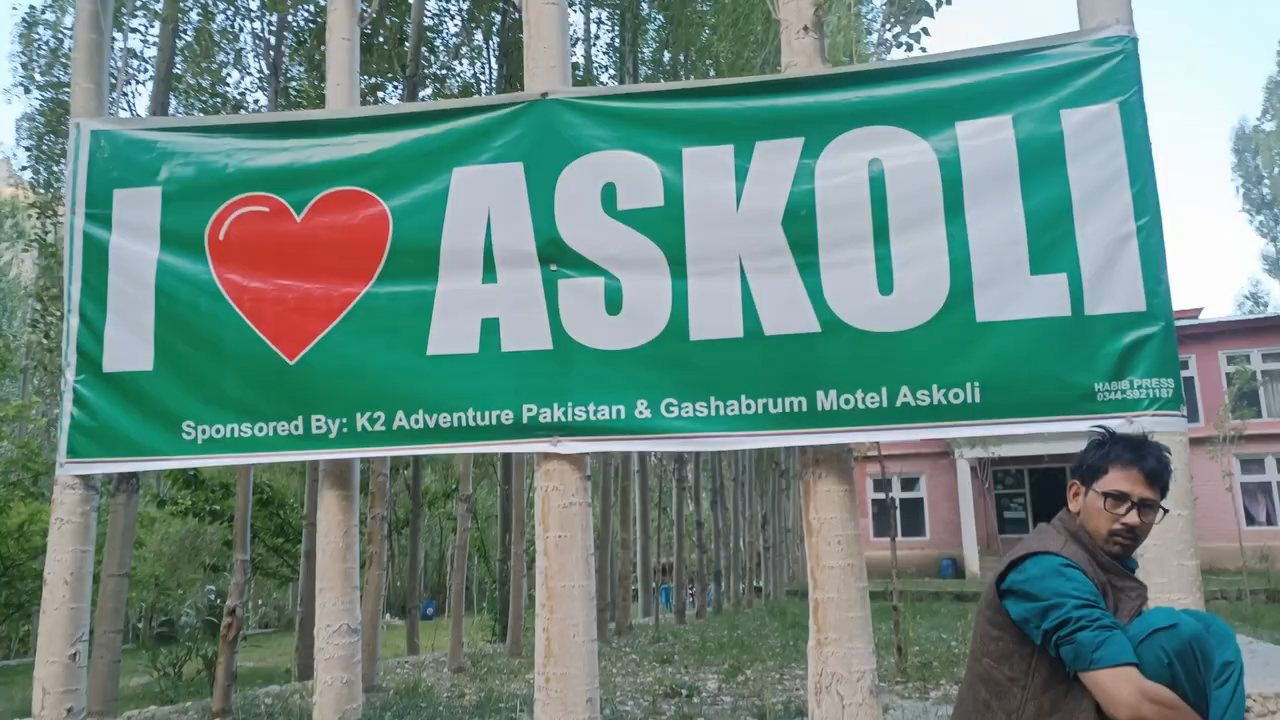 I ❤ ASKOLI
Sponsored By: K2 Adventure Pakistan & Gashabrum Motel Askoli
HABIB PRESS
0344-5921187